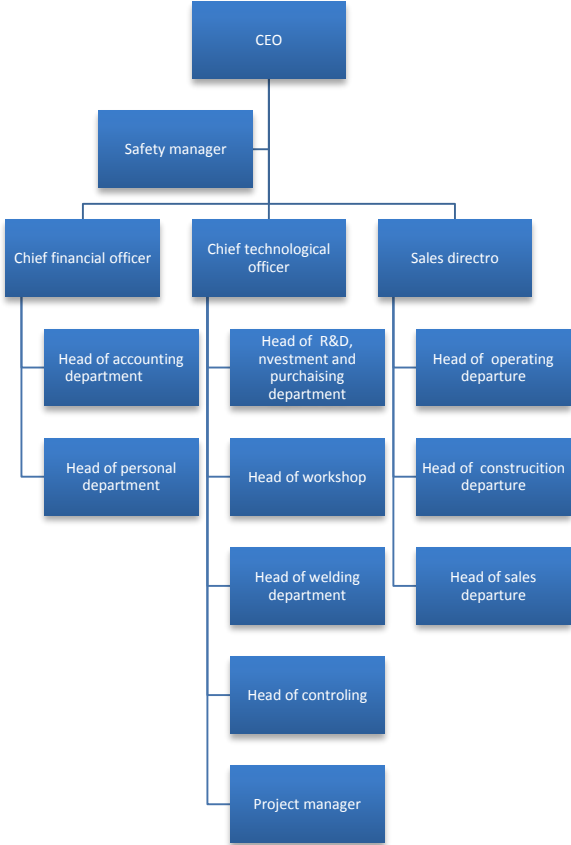 CEO
Safety manager
Chief financial officer
Chief technological
officer
Sales directro
Head of accounting
department
Head of R&D,
nvestment and
purchaising
department
Head of operating
departure
Head of personal
department
Head of workshop
Head of construcition
departure
Head of welding
department
Head of sales
departure
Head of controling
Project manager